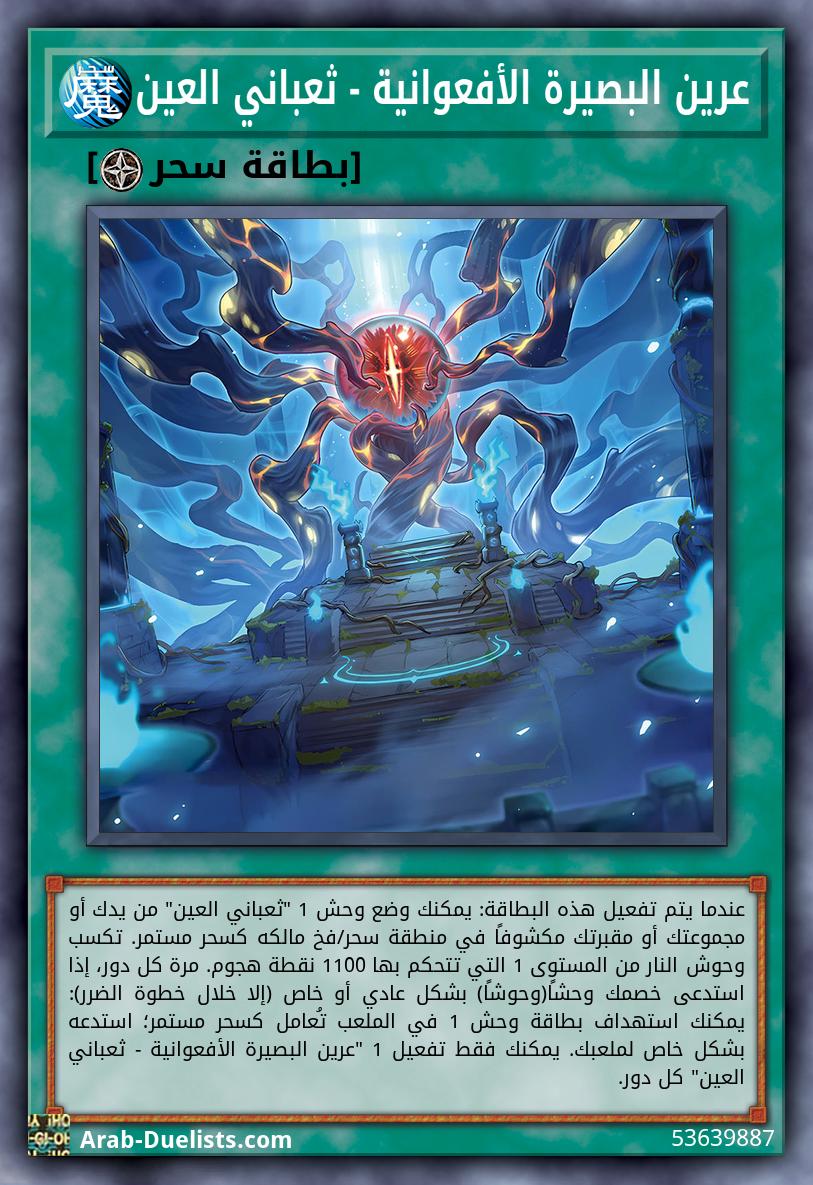 عرين البصيرة الأفعوانية - ثعباني العين
魔
[بطاقة سحر]
عندما يتم تفعيل هذه البطاقة: يمكنك وضع وحش 1 "ثعباني العين" من يدك أو
مجموعتك أو مقبرتك مكشوفاً في منطقة سحر/فخ مالكه كسحر مستمر. تكسب
وحوش النار من المستوى 1 التي تتحكم بها 1100 نقطة هجوم. مرة كل دور، إذا
استدعى خصمك وحشاً(وحوشاً) بشكل عادي أو خاص (إلا خلال خطوة الضرر):
يمكنك استهداف بطاقة وحش 1 في الملعب تُعامل كسحر مستمر؛ استدعه
بشكل خاص لملعبك. يمكنك فقط تفعيل 1 "عرين البصيرة الأفعوانية - ثعباني
العين" كل دور.
Arab-Duelists.com
53639887